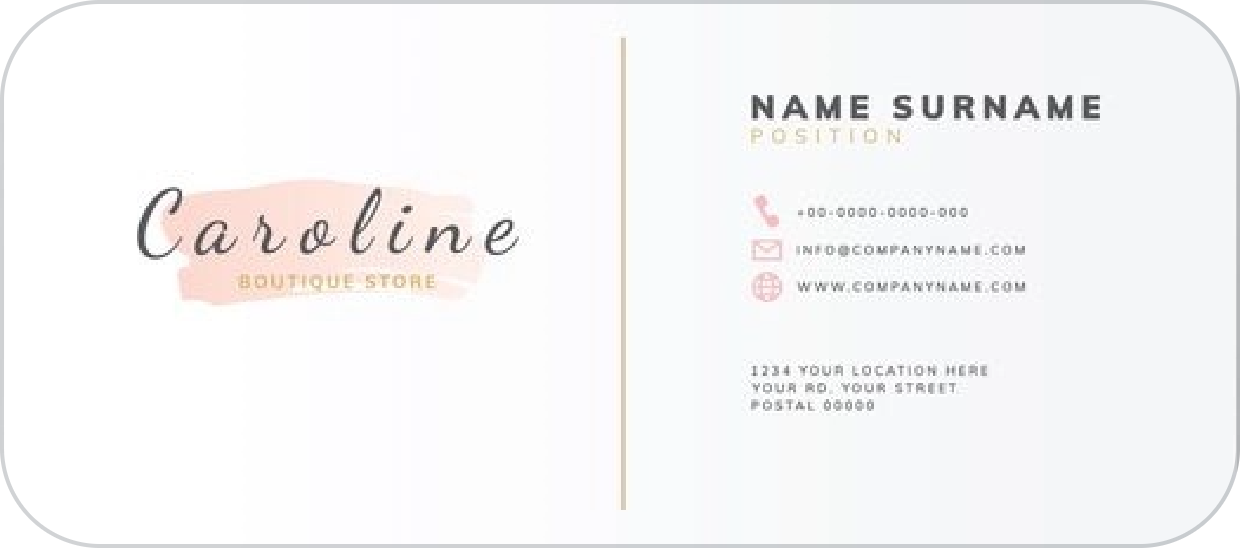 Caroline
BOUTIQUE STORE
NAME SURNAME
POSITION
+00-0000-0000-000
INFO@COMPANYNAME.COM
WWW.COMPANYNAME.COM
1234 YOUR LOCATION HERE
YOUR RD. YOUR STREET
POSTAL 00000